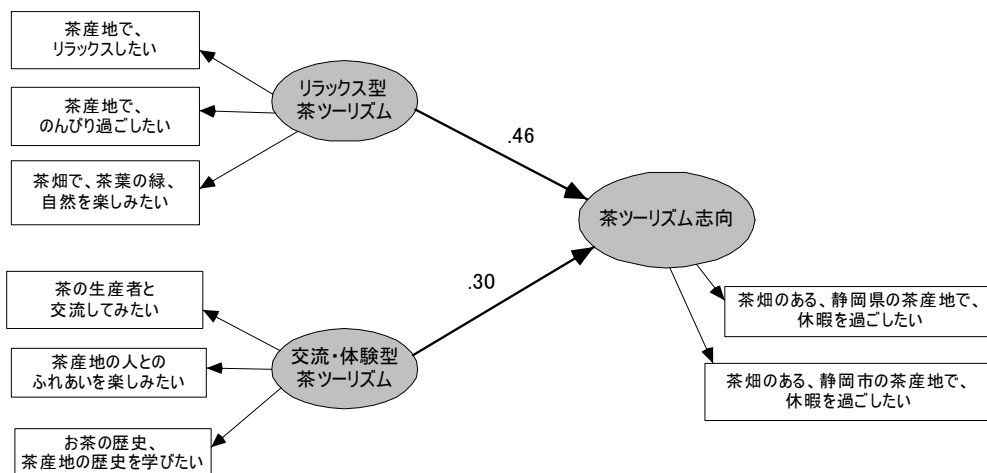 茶産地で、
リラックスしたい
茶産地で、
のんびり過ごしたい
茶畑で、茶葉の緑、
自然を楽しみたい
リラックス型
茶ツーリズム
.46
茶ツーリズム志向
.30
茶の生産者と
交流してみたい
茶産地の人との
ふれあいを楽しみたい
お茶の歴史、
茶産地の歴史を学びたい
交流・体験型
茶ツーリズム
茶畑のある、静岡県の茶産地で、
休暇を過ごしたい
茶畑のある、静岡市の茶産地で、
休暇を過ごしたい